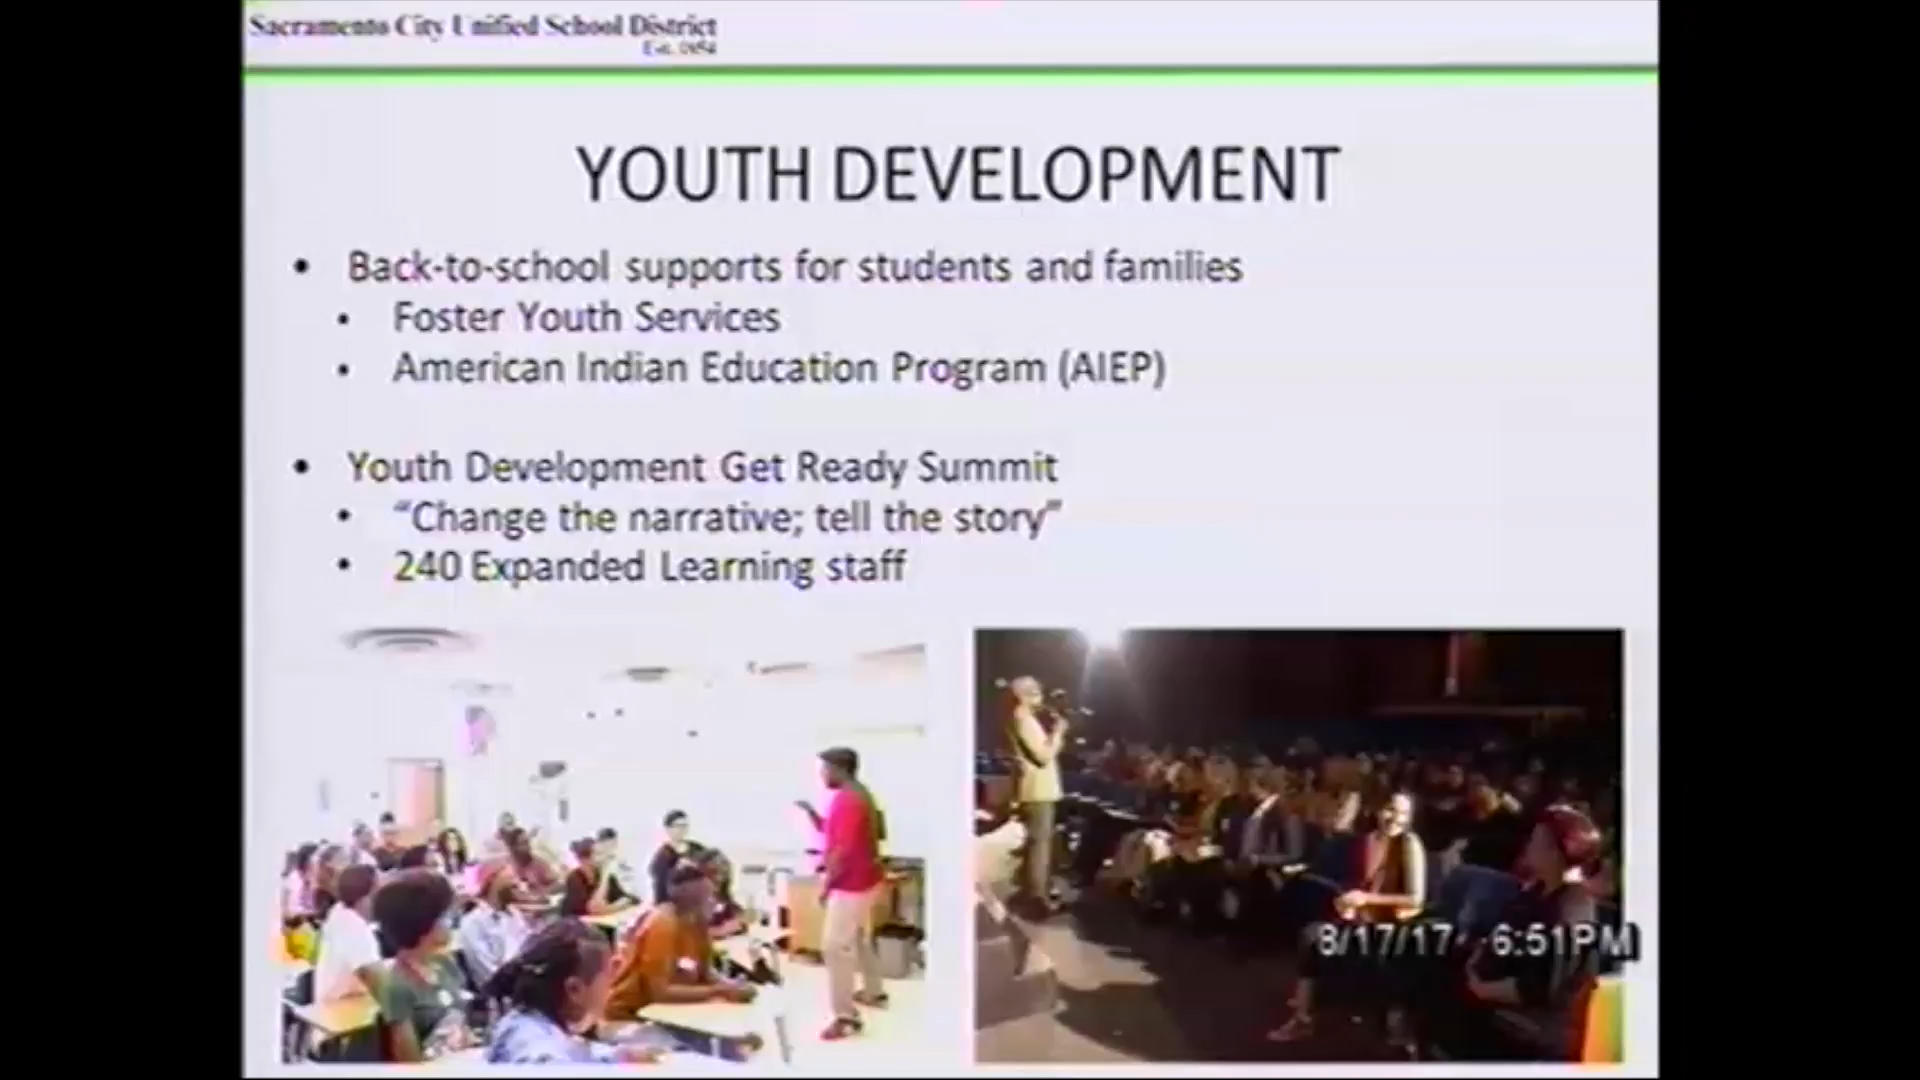 Sacramento City Unified School District
Est. 1854
YOUTH DEVELOPMENT
• Back-to-school supports for students and families
• Foster Youth Services
• American Indian Education Program (AIEP)
• Youth Development Get Ready Summit
• “Change the narrative; tell the story”
• 240 Expanded Learning staff
8/17/17 6:51PM